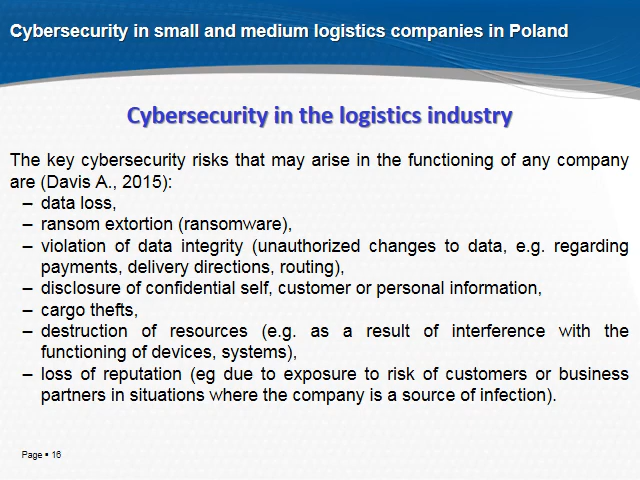 Cybersecurity in small and medium logistics companies in Poland
Cybersecurity in the logistics industry
The key cybersecurity risks that may arise in the functioning of any company
are (Davis A., 2015):
– data loss,
– ransom extortion (ransomware),
– violation of data integrity (unauthorized changes to data, e.g. regarding
payments, delivery directions, routing),
– disclosure of confidential self, customer or personal information,
– cargo thefts,
– destruction of resources (e.g. as a result of interference with the
functioning of devices, systems),
– loss of reputation (eg due to exposure to risk of customers or business
partners in situations where the company is a source of infection).
Page ▪ 16